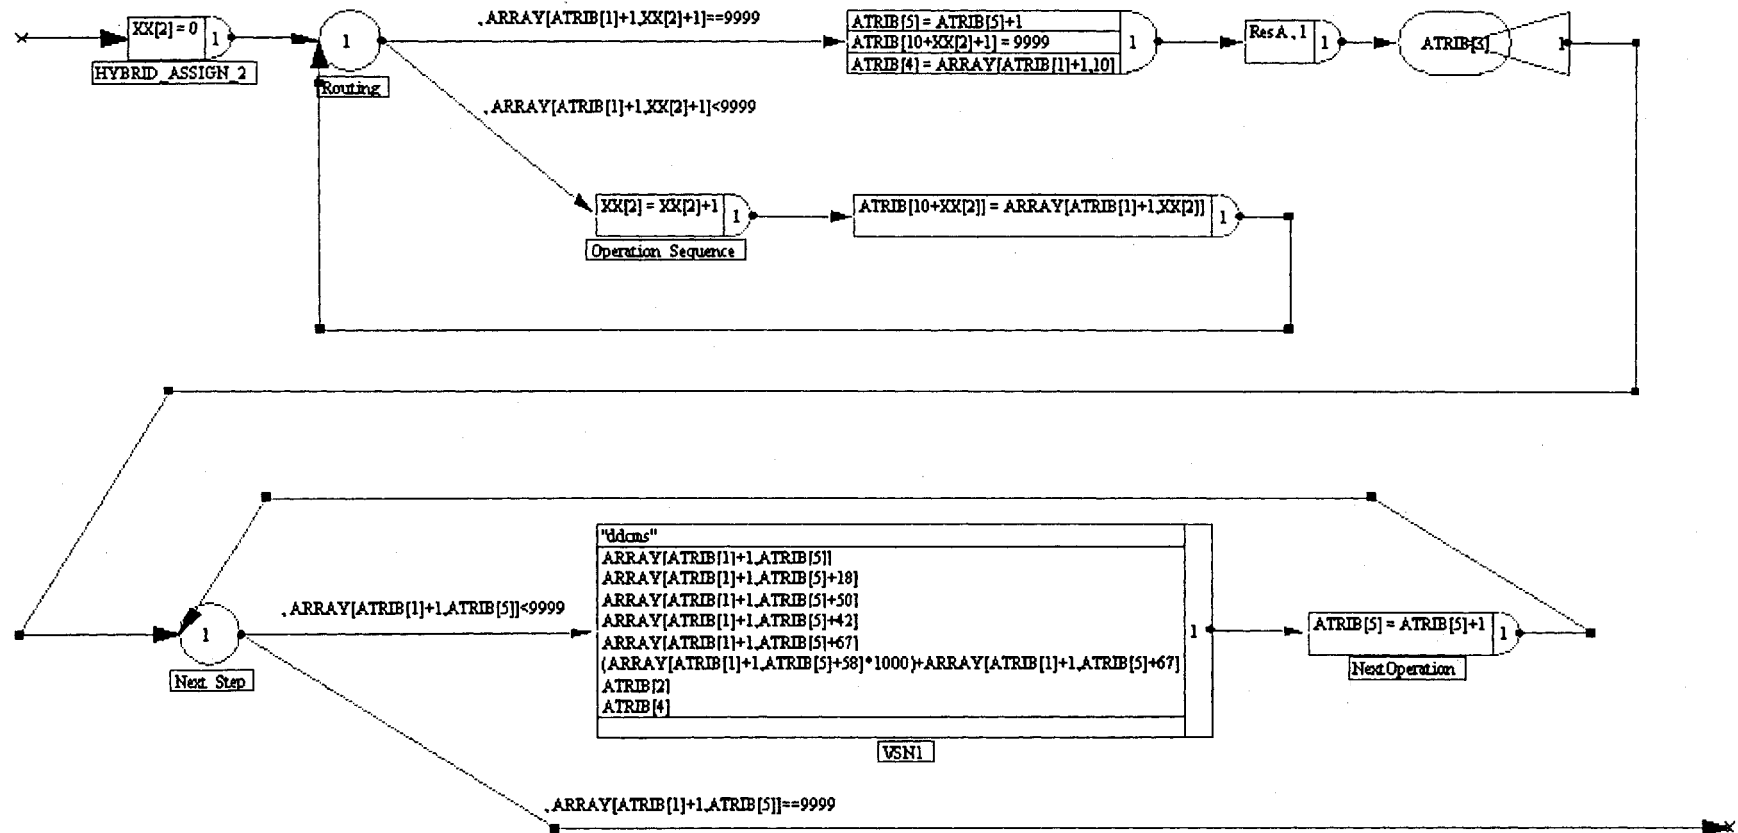 XX[2] = 0
1
HYBRID_ASSIGN_2
1
Routing
,ARRAY[ATRIB[1]+1,XX[2]+1]==9999
ATRIB[5] = ATRIB[5]+1
ATRIB[10+XX[2]+1] = 9999
ATRIB[4] = ARRAY[ATRIB[1]+1,10]
1
ResA,1
1
ATRIB[3]
1
,ARRAY[ATRIB[1]+1,XX[2]+1]<9999
XX[2] = XX[2]+1
1
Operation Sequence
ATRIB[10+XX[2]] = ARRAY[ATRIB[1]+1,XX[2]]
1
1
Next Step
,ARRAY[ATRIB[1]+1,ATRIB[5]]<9999
"ddcms"
ARRAY[ATRIB[1]+1,ATRIB[5]]
ARRAY[ATRIB[1]+1,ATRIB[5]+18]
ARRAY[ATRIB[1]+1,ATRIB[5]+50]
ARRAY[ATRIB[1]+1,ATRIB[5]+42]
ARRAY[ATRIB[1]+1,ATRIB[5]+67]
(ARRAY[ATRIB[1]+1,ATRIB[5]+58]*1000)+ARRAY[ATRIB[1]+1,ATRIB[5]+67]
ATRIB[2]
ATRIB[4]
1
VSN1
ATRIB[5] = ATRIB[5]+1
1
NextOperation
,ARRAY[ATRIB[1]+1,ATRIB[5]]==9999